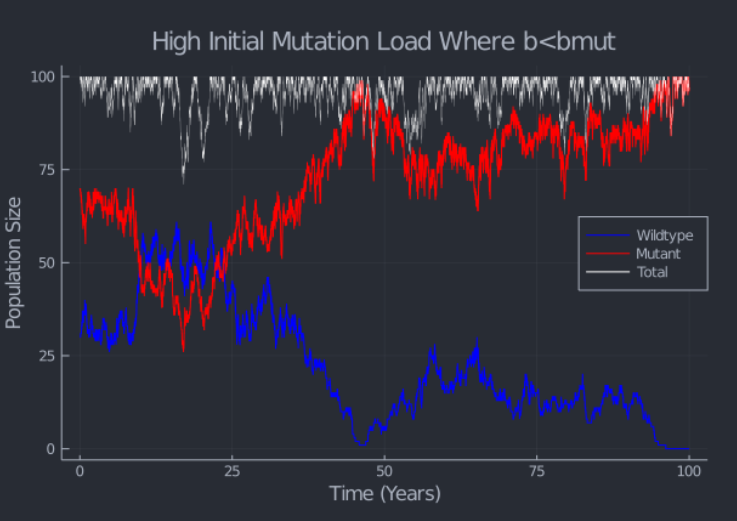 High Initial Mutation Load Where b<bmut
Population Size
100
75
50
25
0
Wildtype
Mutant
Total
0 25 50 75 100
Time (Years)